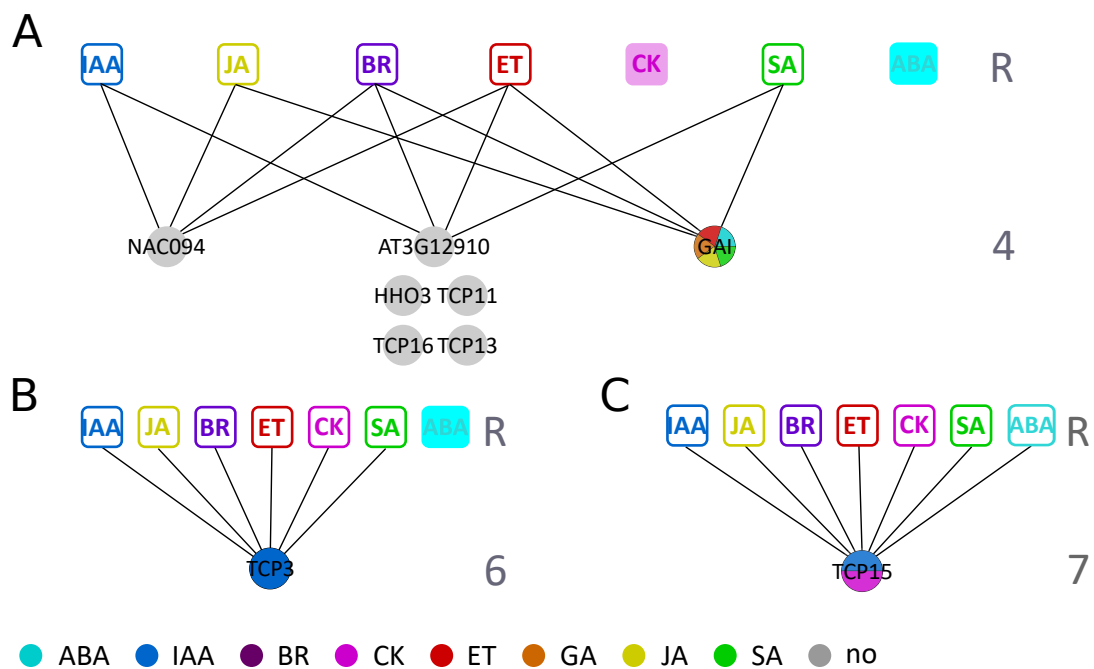 A
IAA JA BR ET CK SA ABA R
NAC094 AT3G12910 GAI 4
HHO3 TCP11
TCP16 TCP13
B
IAA JA BR ET CK SA ABA R
TCP3 6
C
IAA JA BR ET CK SA ABA R
TCP15 7
ABA IAA BR CK ET GA JA SA no